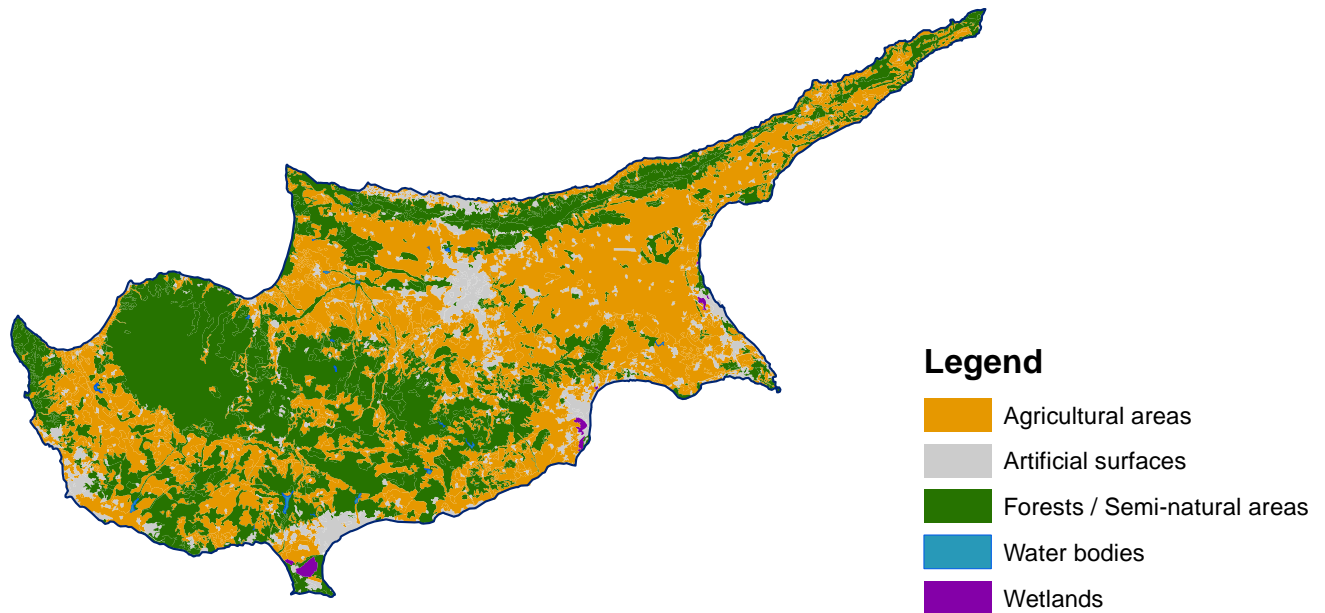 Legend
Agricultural areas
Artificial surfaces
Forests / Semi-natural areas
Water bodies
Wetlands